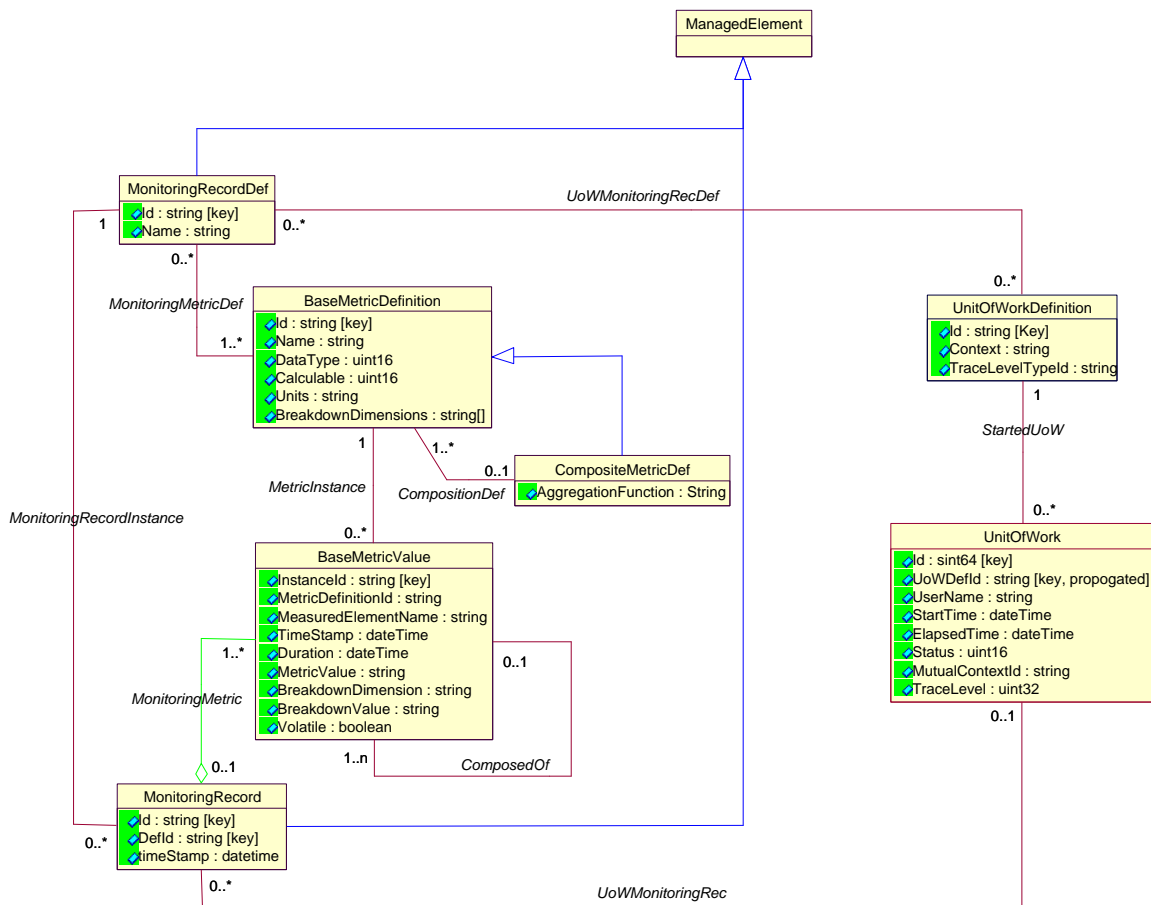 ManagedElement
MonitoringRecordDef
Id : string [key]
Name : string
1
0..*
UoWMonitoringRecDef
0..*
0..*
MonitoringMetricDef
1..*
BaseMetricDefinition
Id : string [key]
Name : string
DataType : uint16
Calculable : uint16
Units : string
BreakdownDimensions : string[]
UnitOfWorkDefinition
Id : string [Key]
Context : string
TraceLevelTypeId : string
1
StartedUoW
0..*
1
1..*
0..1
MetricInstance
CompositionDef
CompositeMetricDef
AggregationFunction : String
MonitoringRecordInstance
0..*
BaseMetricValue
InstanceId : string [key]
MetricDefinitionId : string
MeasuredElementName : string
TimeStamp : dateTime
Duration : dateTime
MetricValue : string
BreakdownDimension : string
BreakdownValue : string
Volatile : boolean
UnitOfWork
Id : sint64 [key]
UoWDefId : string [key, propogated]
UserName : string
StartTime : dateTime
ElapsedTime : dateTime
Status : uint16
MutualContextId : string
TraceLevel : uint32
1..*
0..1
MonitoringMetric
0..1
1..n
ComposedOf
0..1
MonitoringRecord
Id : string [key]
DefId : string [key]
timeStamp : datetime
0..*
0..*
UoWMonitoringRec